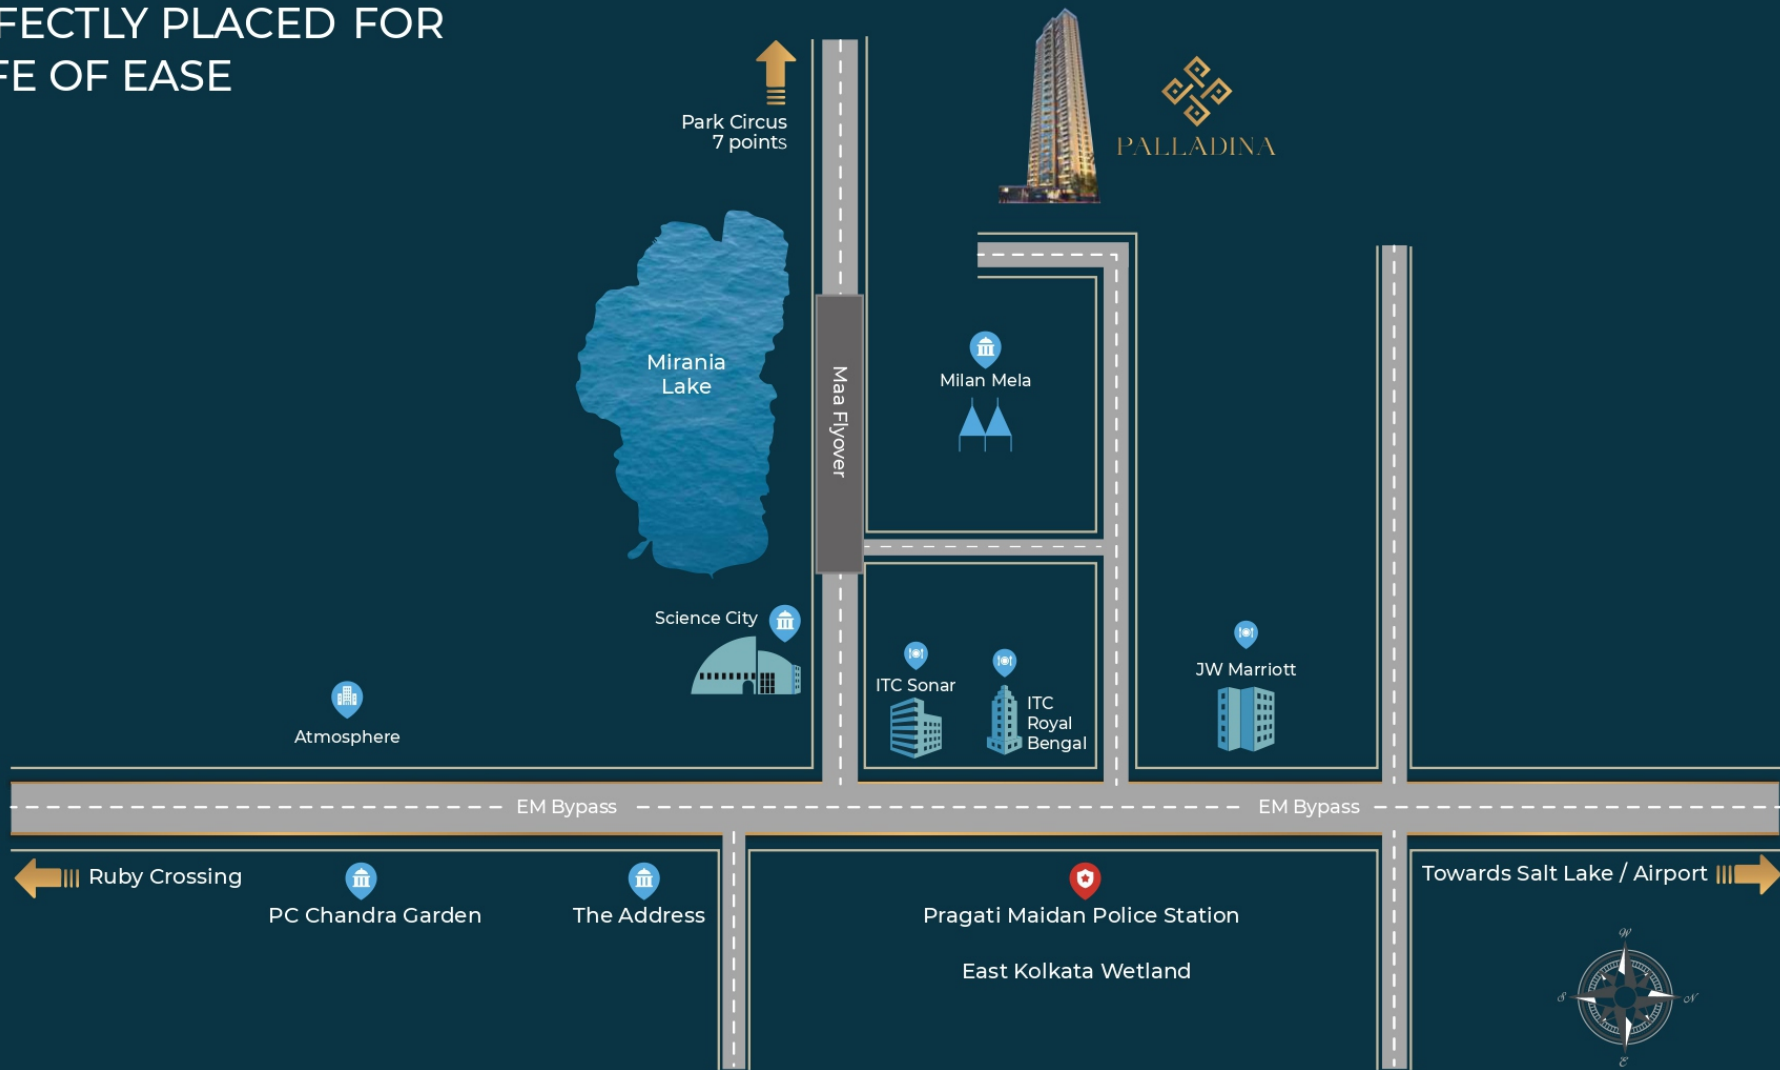 FECTLY PLACED FOR
FE OF EASE
Park Circus
7 points
PALLADINA
Mirania
Lake
Maa Flyover
Milan Mela
Science City
ITC Sonar
ITC
Royal
Bengal
JW Marriott
Atmosphere
EM Bypass
EM Bypass
Ruby Crossing
PC Chandra Garden
The Address
Pragati Maidan Police Station
East Kolkata Wetland
Towards Salt Lake / Airport
W
S
N
E